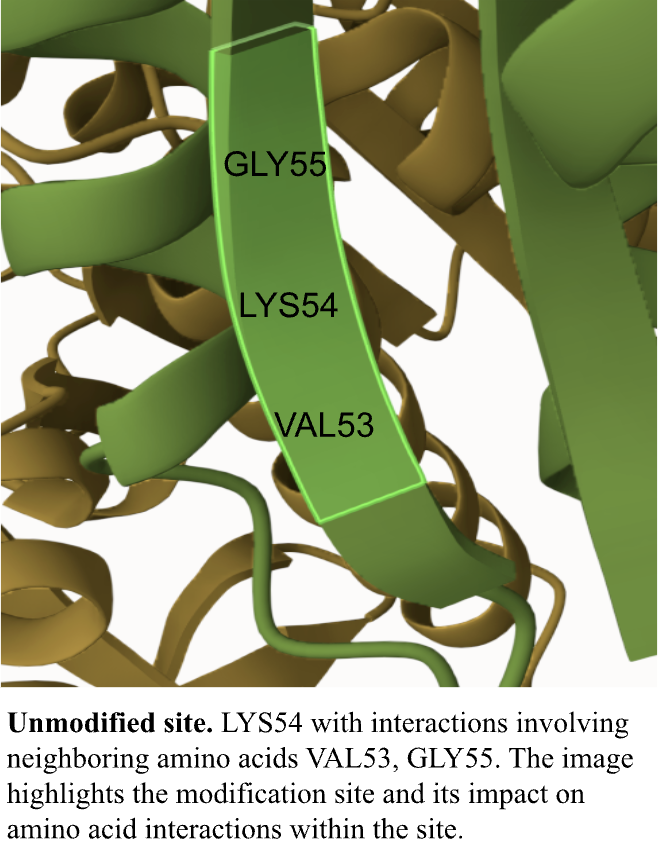 GLY55
LYS54
VAL53
Unmodified site. LYS54 with interactions involving
neighboring amino acids VAL53, GLY55. The image
highlights the modification site and its impact on
amino acid interactions within the site.